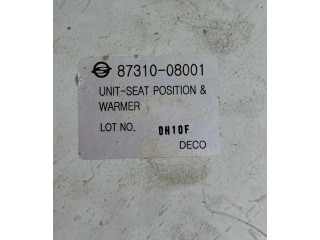 87310-08001
UNIT-SEAT POSITION &
WARMER
LOT NO. DH10F
DECO